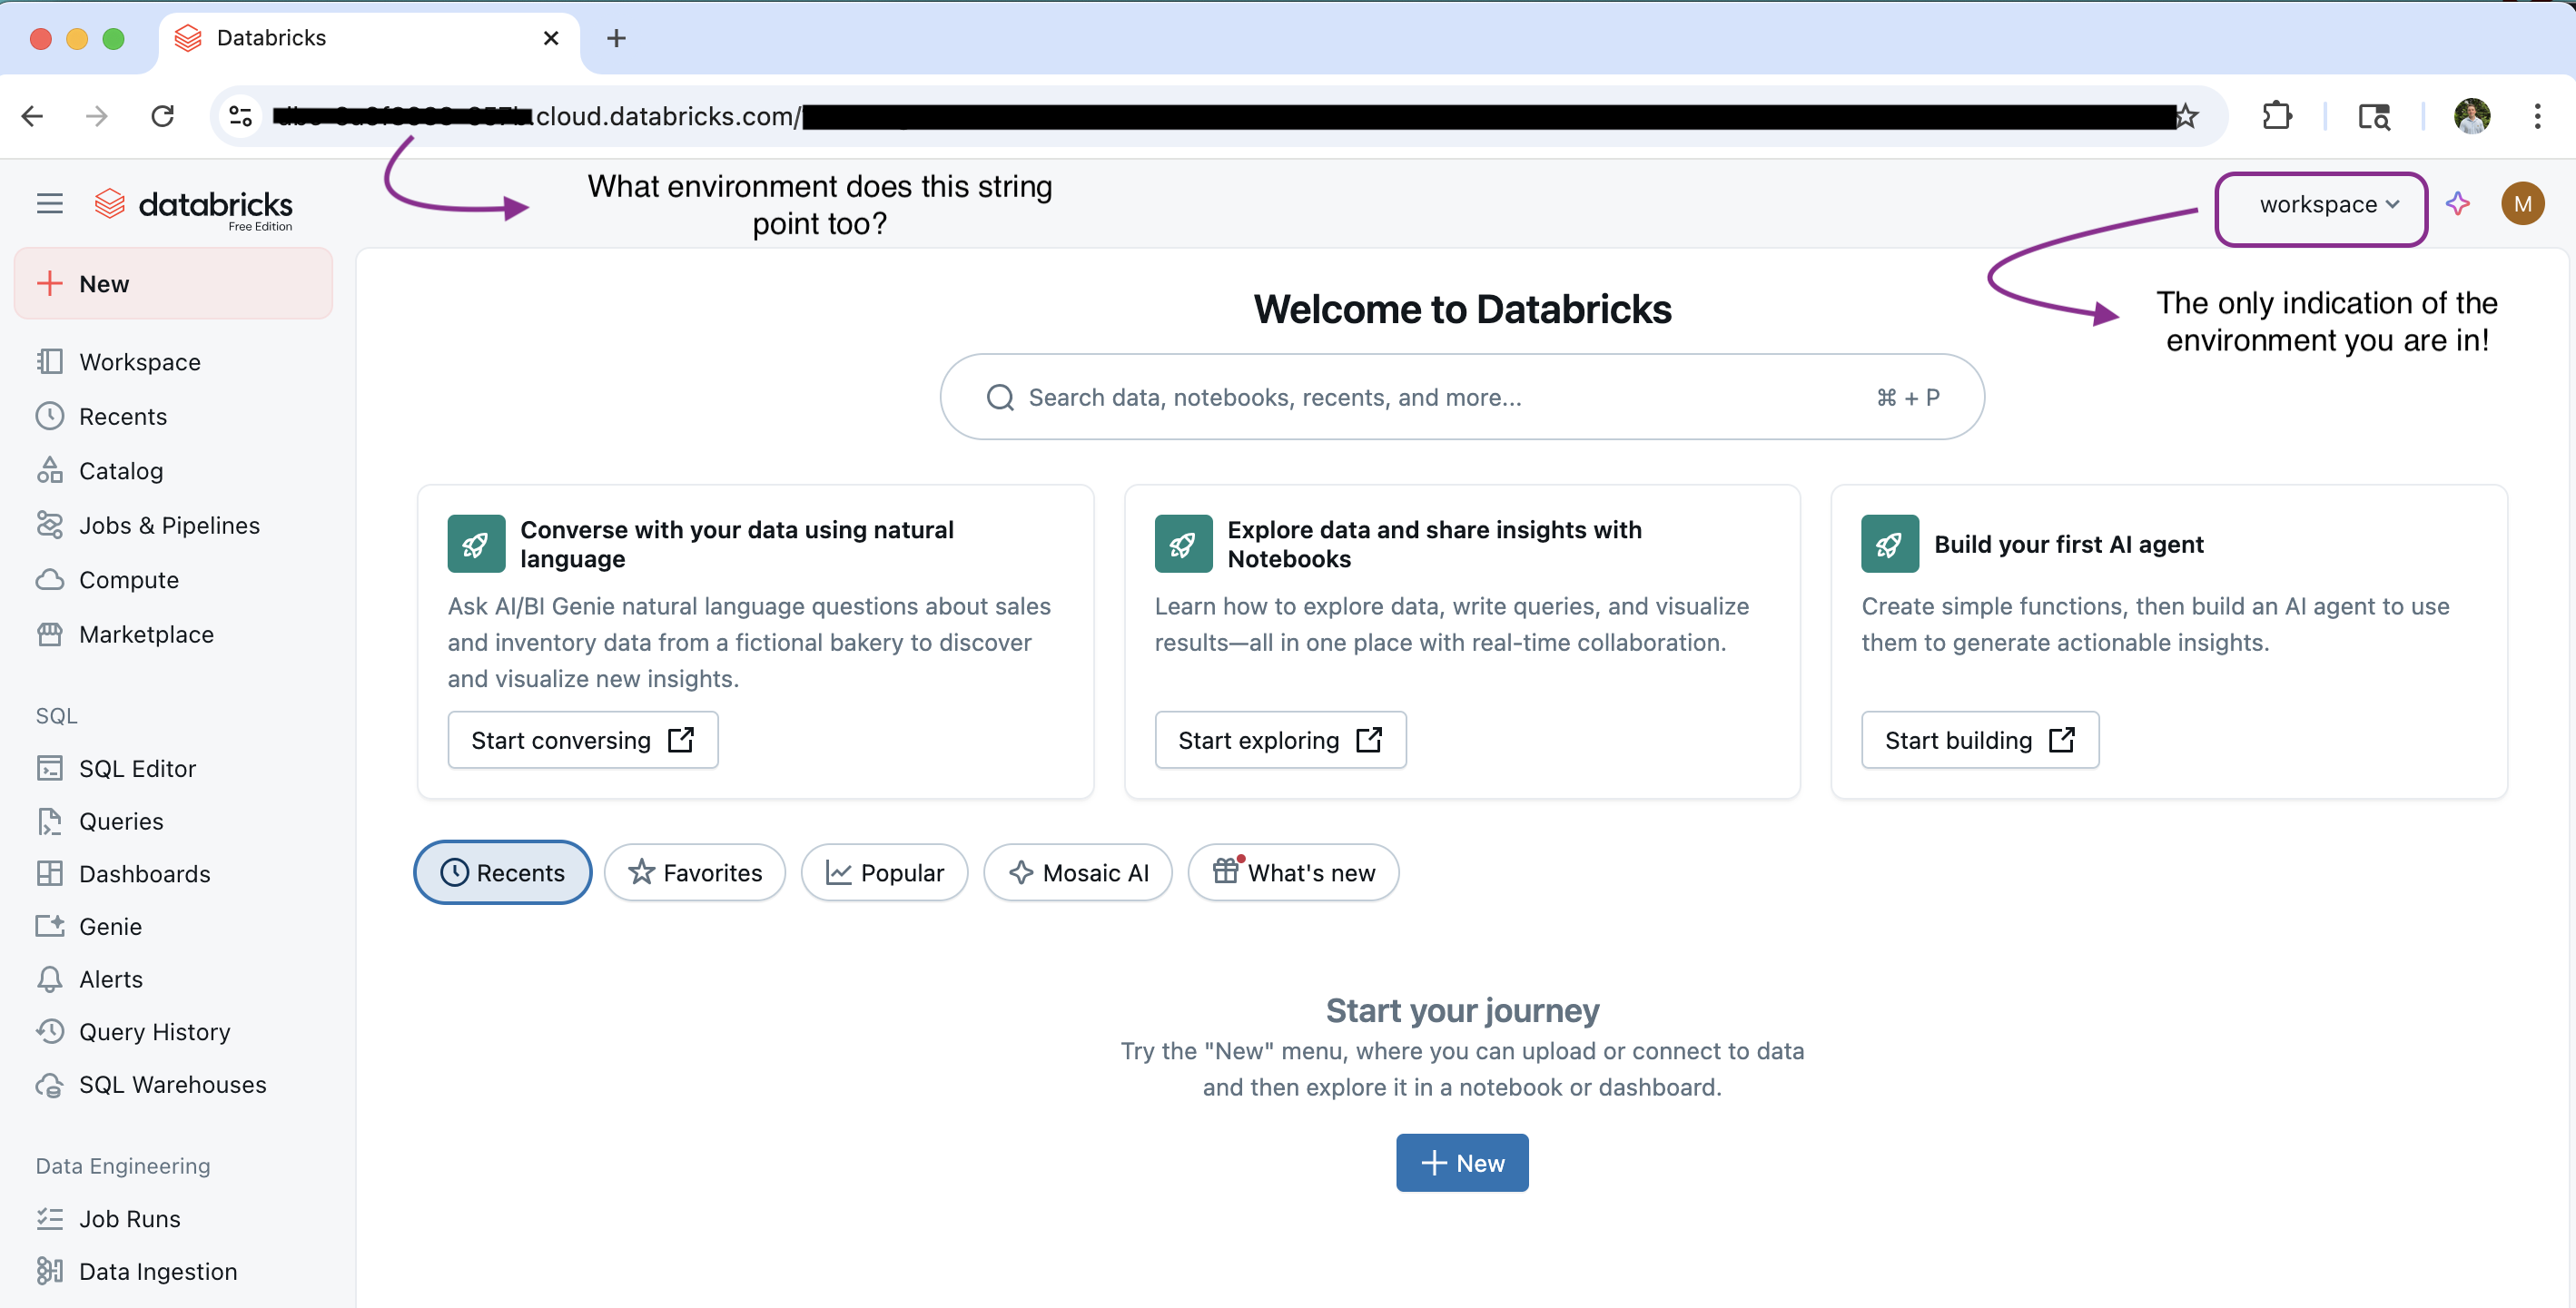 Databricks
.cloud.databricks.com/
What environment does this string
point too?
databricks
Free Edition
workspace
M
New
Welcome to Databricks
The only indication of the
environment you are in!
Workspace
Search data, notebooks, recents, and more...
⌘ + P
Recents
Catalog
Jobs & Pipelines
Compute
Marketplace
Converse with your data using natural
language
Ask AI/BI Genie natural language questions about sales
and inventory data from a fictional bakery to discover
and visualize new insights.
Start conversing
Explore data and share insights with
Notebooks
Learn how to explore data, write queries, and visualize
results—all in one place with real-time collaboration.
Start exploring
Build your first AI agent
Create simple functions, then build an AI agent to use
them to generate actionable insights.
Start building
SQL
SQL Editor
Queries
Dashboards
Genie
Alerts
Query History
SQL Warehouses
Recents
Favorites
Popular
Mosaic AI
What's new
Start your journey
Try the "New" menu, where you can upload or connect to data
and then explore it in a notebook or dashboard.
New
Data Engineering
Job Runs
Data Ingestion